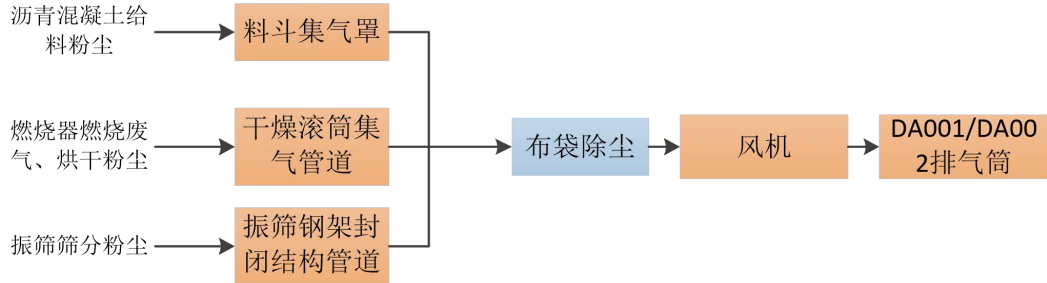 沥青混凝土给
料粉尘
料斗集气罩
燃烧器燃烧废
气、烘干粉尘
干燥滚筒集
气管道
布袋除尘
风机
DA001/DA00
2排气筒
振筛筛分粉尘
振筛钢架封
闭结构管道